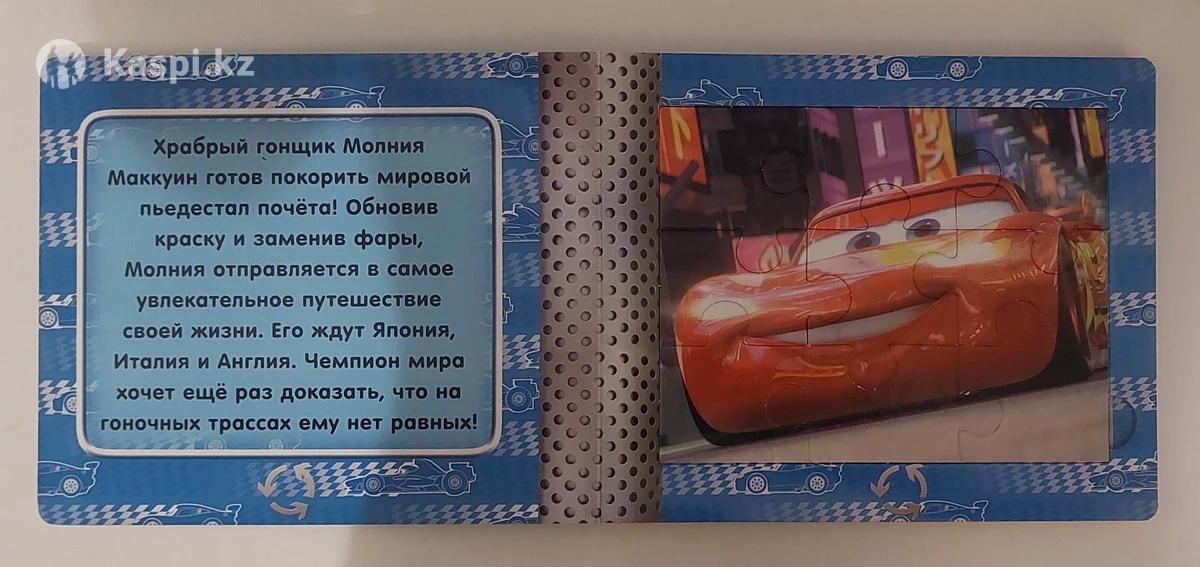 Kaspi.kz
Храбрый гонщик Молния
Маккуин готов покорить мировой
пьедестал почёта! Обновив
краску и заменив фары,
Молния отправляется в самое
увлекательное путешествие
своей жизни. Его ждут Япония,
Италия и Англия. Чемпион мира
хочет ещё раз доказать, что на
гоночных трассах ему нет равных!